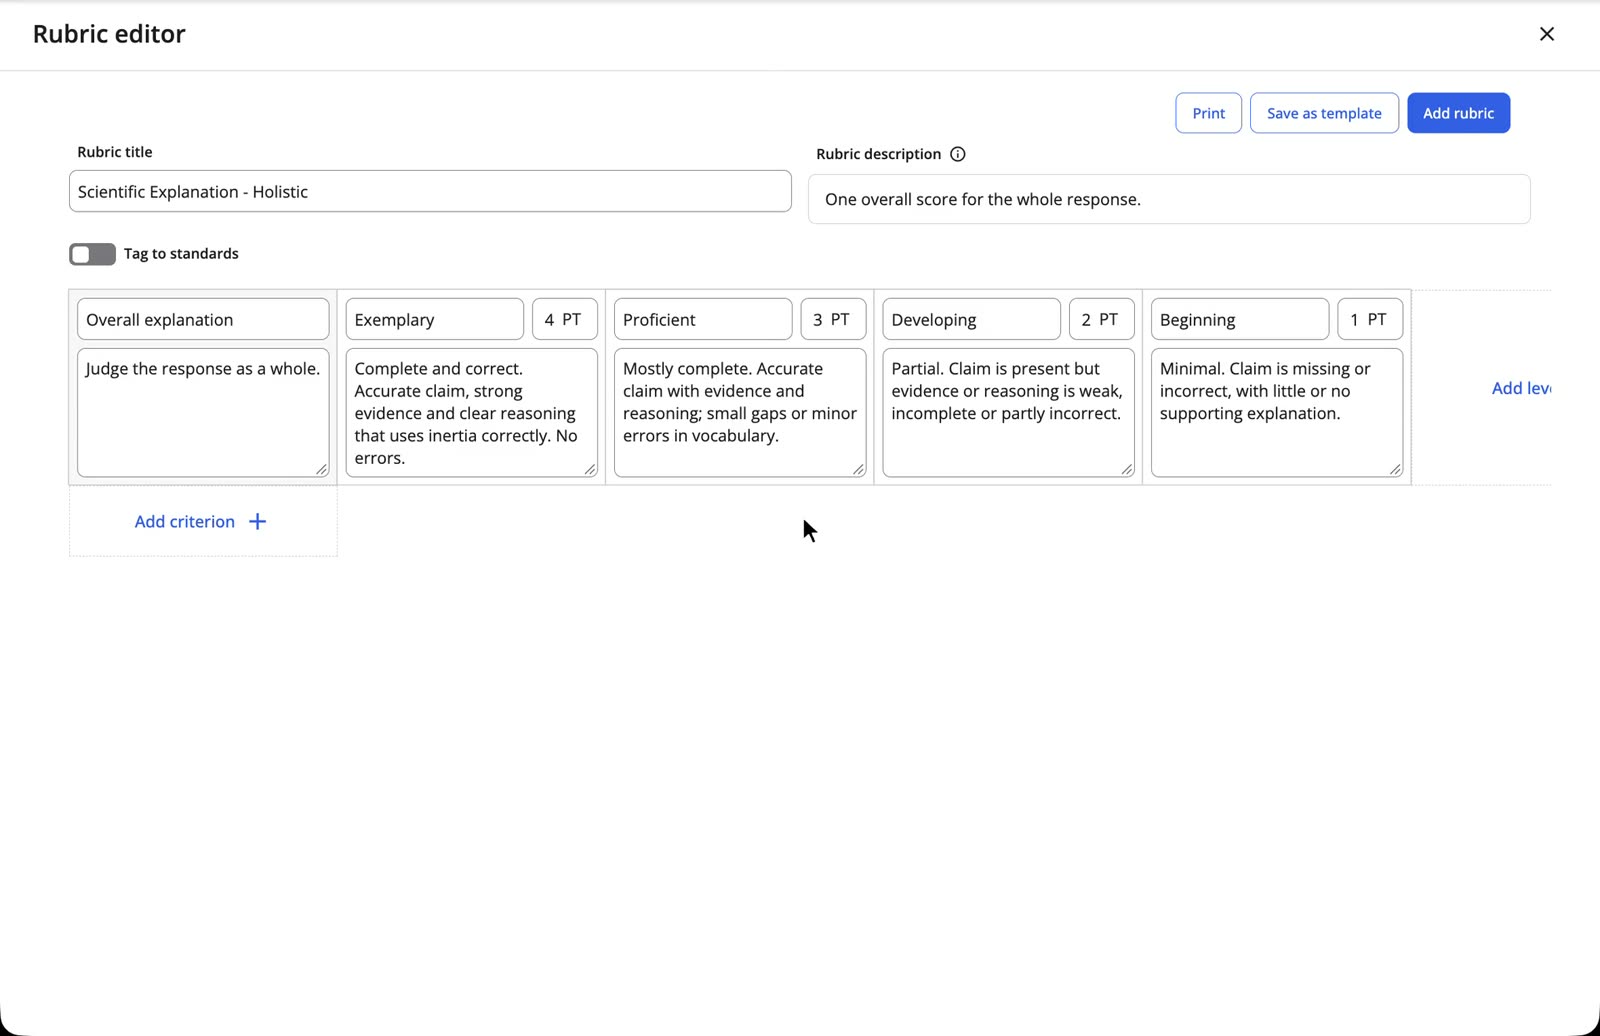 Rubric editor
Print
Save as template
Add rubric
Rubric title
Rubric description
Scientific Explanation - Holistic
One overall score for the whole response.
Tag to standards
Overall explanation
Exemplary
4 PT
Proficient
3 PT
Developing
2 PT
Beginning
1 PT
Judge the response as a whole.
Complete and correct.
Accurate claim, strong
evidence and clear reasoning
that uses inertia correctly. No
errors.
Mostly complete. Accurate
claim with evidence and
reasoning; small gaps or minor
errors in vocabulary.
Partial. Claim is present but
evidence or reasoning is weak,
incomplete or partly incorrect.
Minimal. Claim is missing or
incorrect, with little or no
supporting explanation.
Add
Add criterion